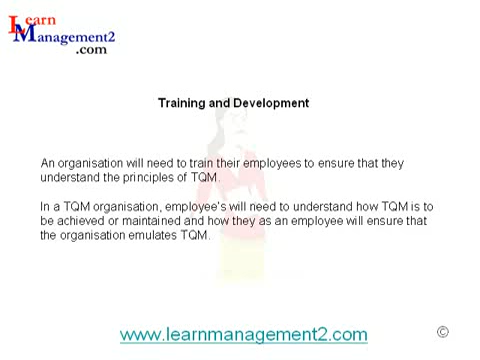 Learn
Management2
.com
Training and Development
An organisation will need to train their employees to ensure that they
understand the principles of TQM.
In a TQM organisation, employee's will need to understand how TQM is to
be achieved or maintained and how they as an employee will ensure that
the organisation emulates TQM.
www.learnmanagement2.com ©